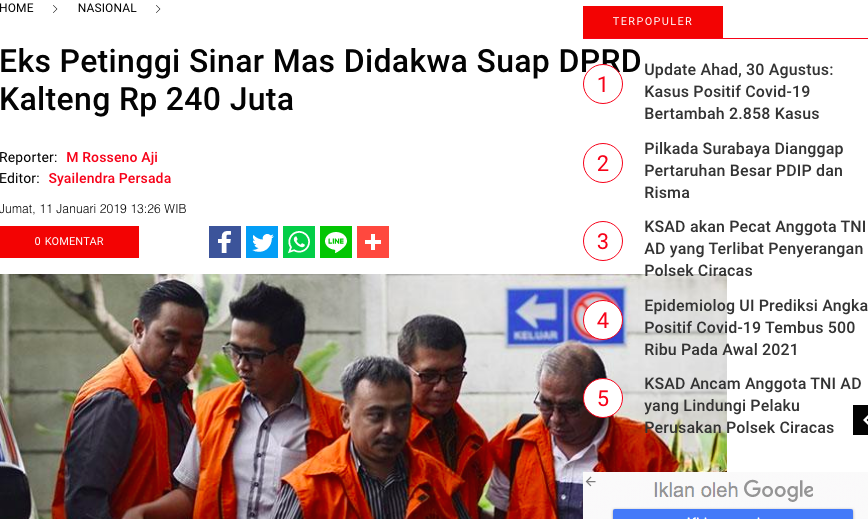 HOME
NASIONAL
Eks Petinggi Sinar Mas Didakwa Suap DPRD
Kalteng Rp 240 Juta
Reporter: M Rosseno Aji
Editor: Syailendra Persada
Jumat, 11 Januari 2019 13:26 WIB
0 KOMENTAR
LINE
KELUAR
TERPOPULER
1
Update Ahad, 30 Agustus:
Kasus Positif Covid-19
Bertambah 2.858 Kasus
2
Pilkada Surabaya Dianggap
Pertaruhan Besar PDIP dan
Risma
3
KSAD akan Pecat Anggota TNI
AD yang Terlibat Penyerangan
Polsek Ciracas
4
Epidemiolog UI Prediksi Angka
Positif Covid-19 Tembus 500
Ribu Pada Awal 2021
5
KSAD Ancam Anggota TNI AD
yang Lindungi Pelaku
Perusakan Polsek Ciracas
Iklan oleh Google